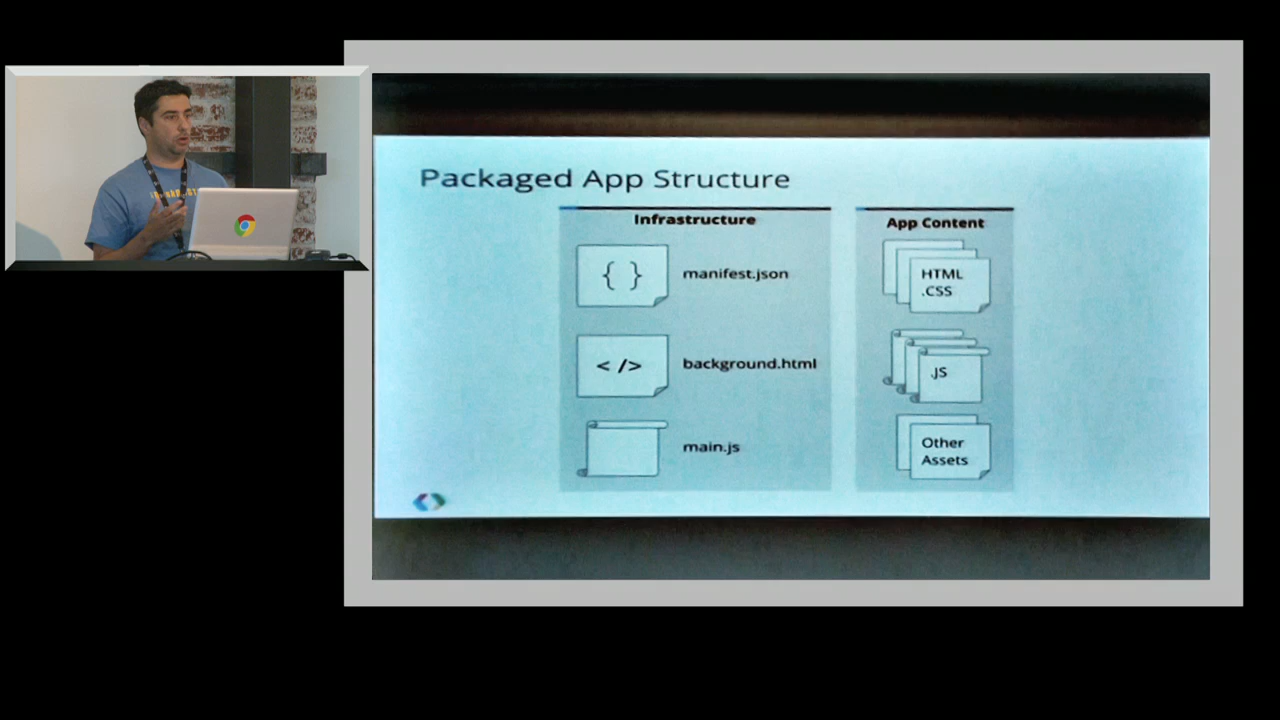 Packaged App Structure
Infrastructure
{ }
manifest.json
< />
background.html
main.js
App Content
HTML
.CSS
.JS
Other
Assets